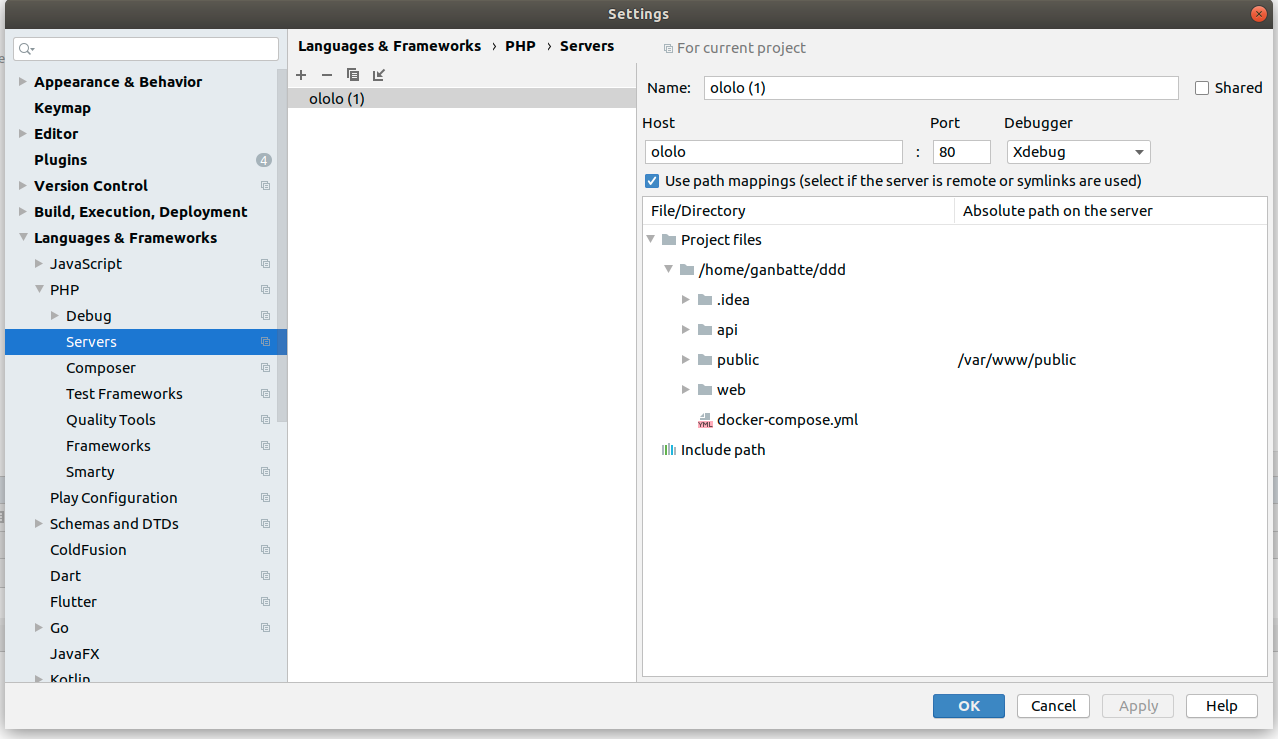 Settings
Appearance & Behavior
Keymap
Editor
Plugins
4
Version Control
Build, Execution, Deployment
Languages & Frameworks
JavaScript
PHP
Debug
Servers
Composer
Test Frameworks
Quality Tools
Frameworks
Smarty
Play Configuration
Schemas and DTDs
ColdFusion
Dart
Flutter
Go
JavaFX
Kotlin
Languages & Frameworks › PHP › Servers
For current project
ololo (1)
Name: ololo (1) Shared
Host Port Debugger
ololo : 80 Xdebug
Use path mappings (select if the server is remote or symlinks are used)
File/Directory Absolute path on the server
Project files
/home/ganbatte/ddd
.idea
api
public /var/www/public
web
YML docker-compose.yml
Include path
OK Cancel Apply Help